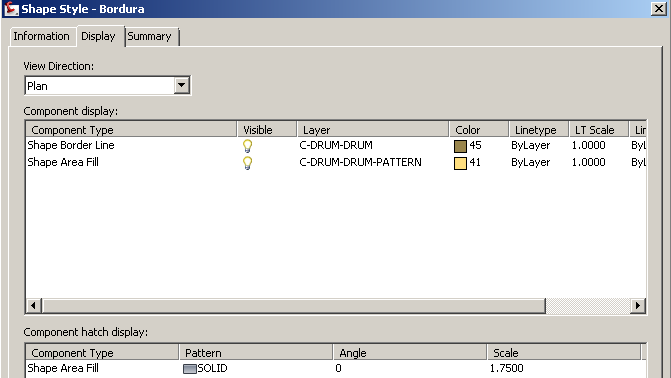 Shape Style - Bordura
Information Display Summary
View Direction:
Plan
Component display:
Component Type Visible Layer Color Linetype LT Scale Lin
Shape Border Line C-DRUM-DRUM 45 ByLayer 1.0000 ByL
Shape Area Fill C-DRUM-DRUM-PATTERN 41 ByLayer 1.0000 ByL
Component hatch display:
Component Type Pattern Angle Scale
Shape Area Fill SOLID 0 1.7500